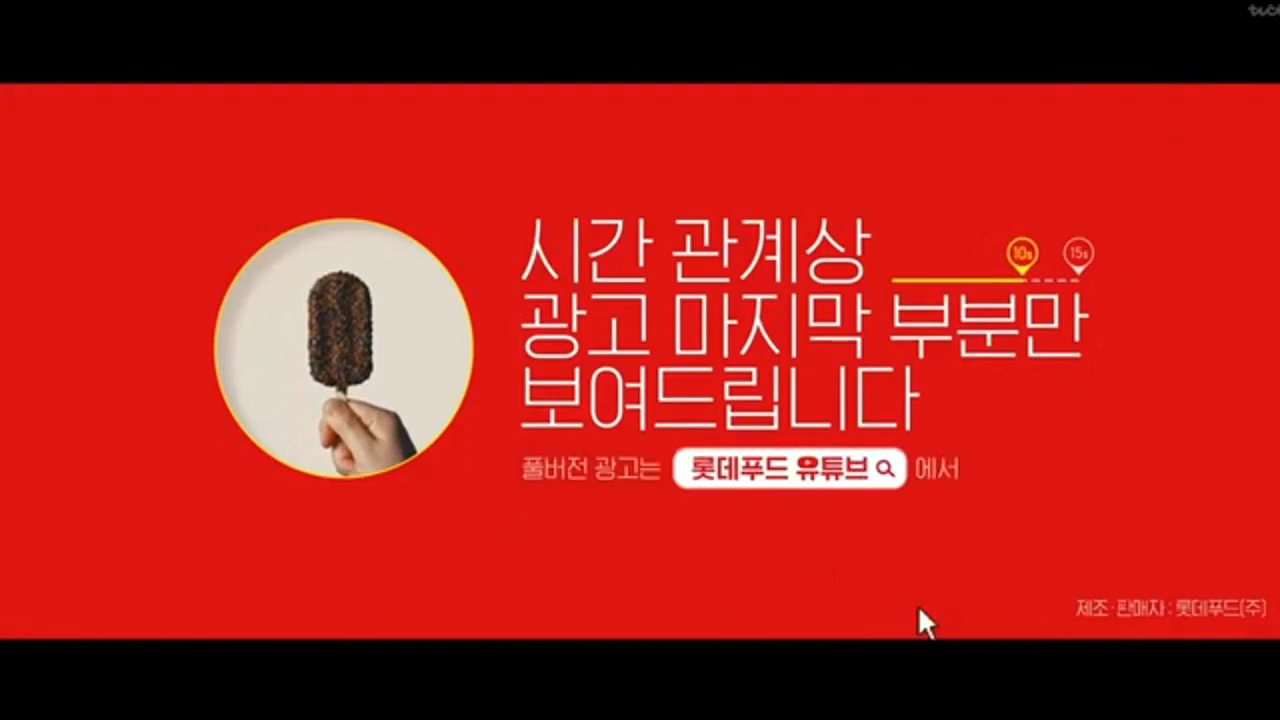 시간 관계상
10s 15s
광고 마지막 부분만
보여드립니다
풀버전 광고는 롯데푸드 유튜브 에서
제조·판매자 : 롯데푸드(주)